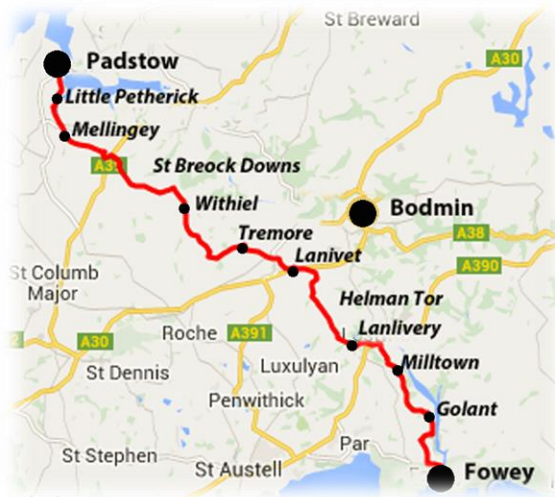 St Breward
A30
Padstow
Little Petherick
Mellingey
A39
St Breock Downs
Withiel
Bodmin
Tremore
A38
Lanivet
A390
St Columb
Major
Helman Tor
Lanlivery
A30
Roche
A391
Luxulyan
Milltown
St Dennis
Penwithick
Golant
St Stephen
Par
St Austell
Fowey